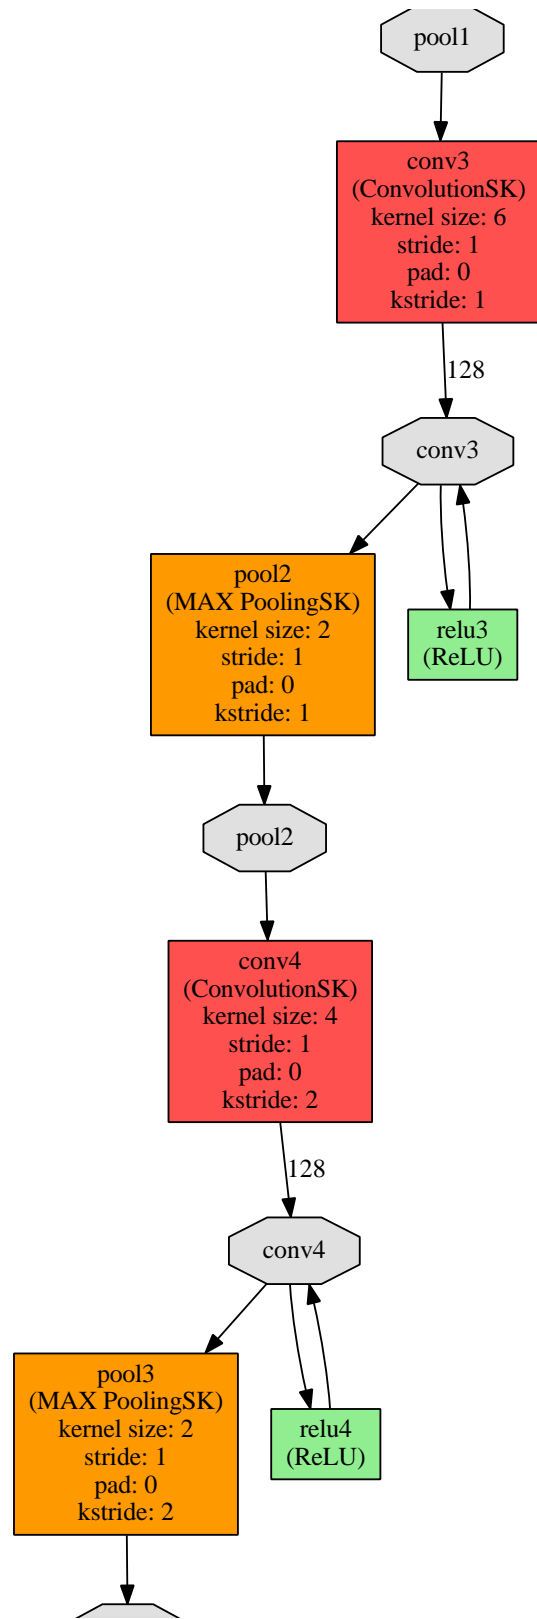 pool1
conv3
(ConvolutionSK)
kernel size: 6
stride: 1
pad: 0
kstride: 1
128
conv3
pool2
(MAX PoolingSK)
kernel size: 2
stride: 1
pad: 0
kstride: 1
relu3
(ReLU)
pool2
conv4
(ConvolutionSK)
kernel size: 4
stride: 1
pad: 0
kstride: 2
128
conv4
pool3
(MAX PoolingSK)
kernel size: 2
stride: 1
pad: 0
kstride: 2
relu4
(ReLU)